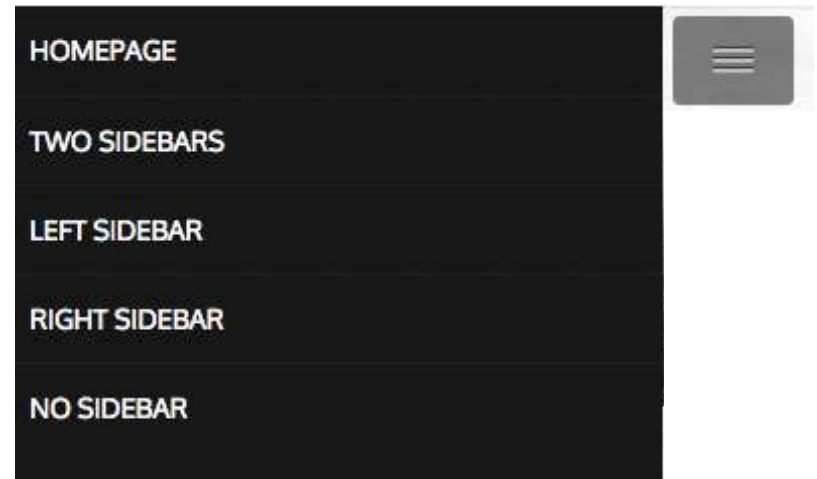 HOMEPAGE
TWO SIDEBARS
LEFT SIDEBAR
RIGHT SIDEBAR
NO SIDEBAR